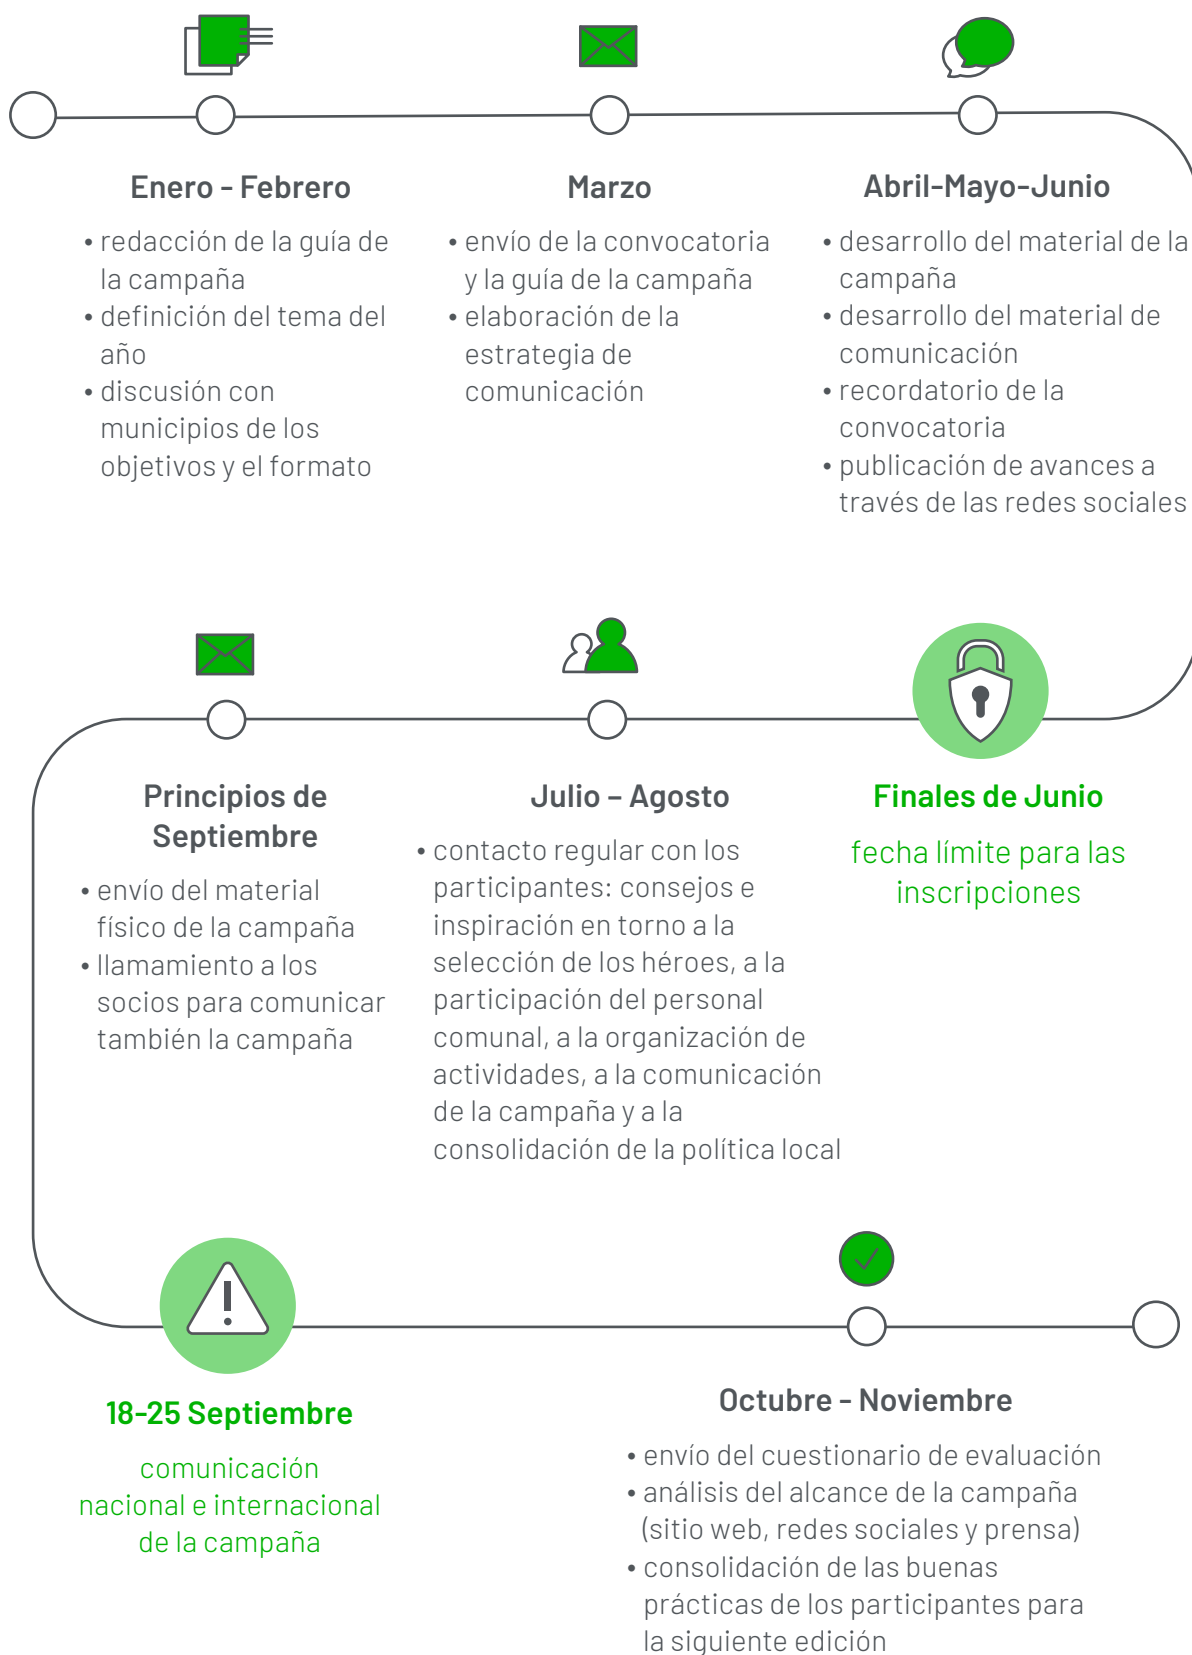 Enero - Febrero
• redacción de la guía de
la campaña
• definición del tema del
año
• discusión con
municipios de los
objetivos y el formato
Marzo
• envío de la convocatoria
y la guía de la campaña
• elaboración de la
estrategia de
comunicación
Abril-Mayo-Junio
• desarrollo del material de la
campaña
• desarrollo del material de
comunicación
• recordatorio de la
convocatoria
• publicación de avances a
través de las redes sociales
Finales de Junio
fecha límite para las
inscripciones
Julio – Agosto
• contacto regular con los
participantes: consejos e
inspiración en torno a la
selección de los héroes, a la
participación del personal
comunal, a la organización de
actividades, a la comunicación
de la campaña y a la
consolidación de la política local
Principios de
Septiembre
• envío del material
físico de la campaña
• llamamiento a los
socios para comunicar
también la campaña
18-25 Septiembre
comunicación
nacional e internacional
de la campaña
Octubre - Noviembre
• envío del cuestionario de evaluación
• análisis del alcance de la campaña
(sitio web, redes sociales y prensa)
• consolidación de las buenas
prácticas de los participantes para
la siguiente edición